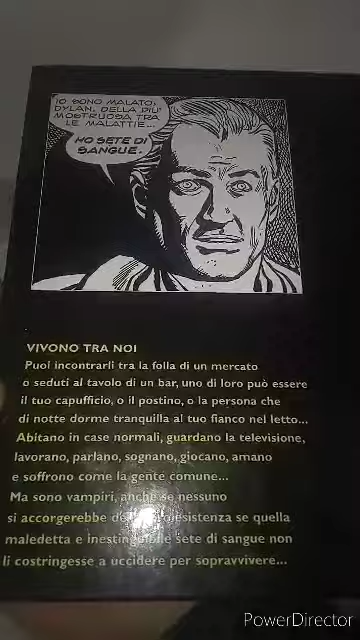 IO SONO MALATO,
DYLAN. DELLA PIU'
MOSTRUOSA TRA
LE MALATTIE...
HO SETE DI
SANGUE.
VIVONO TRA NOI
Puoi incontrarli tra la folla di un mercato
o seduti al tavolo di un bar, uno di loro può essere
il tuo capufficio, o il postino, o la persona che
di notte dorme tranquilla al tuo fianco nel letto...
Abitano in case normali, guardano la televisione,
lavorano, parlano, sognano, giocano, amano
e soffrono come la gente comune...
Ma sono vampiri, anche se nessuno
si accorgerebbe della loro esistenza se quella
maledetta e inestinguibile sete di sangue non
li costringesse a uccidere per sopravvivere...
PowerDirector